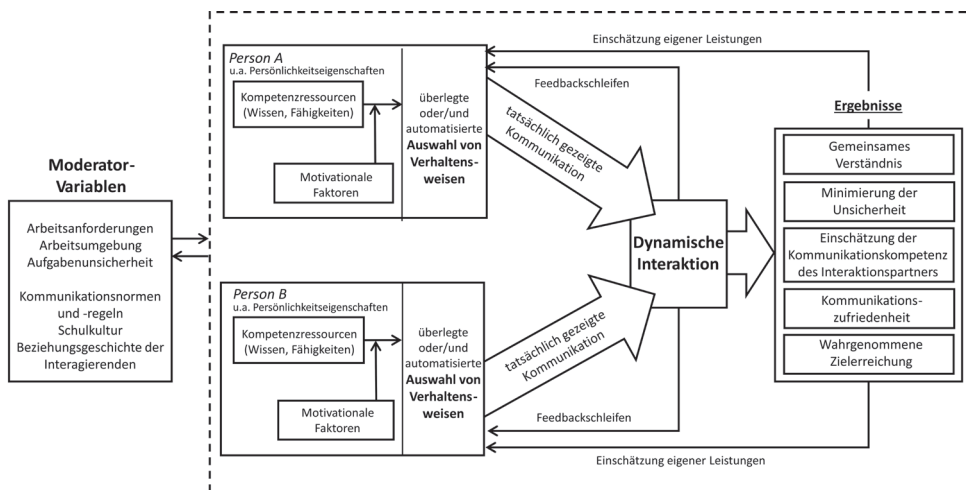 Moderator-
Variablen
Arbeitsanforderungen
Arbeitsumgebung
Aufgabenunsicherheit
Kommunikationsnormen
und -regeln
Schulkultur
Beziehungsgeschichte der
Interagierenden
Person A
u.a. Persönlichkeitseigenschaften
Kompetenzressourcen
(Wissen, Fähigkeiten)
Motivationale
Faktoren
überlegte
oder/und
automatisierte
Auswahl von
Verhaltens-
weisen
tatsächlich gezeigte
Kommunikation
Einschätzung eigener Leistungen
Feedbackschleifen
Person B
u.a. Persönlichkeitseigenschaften
Kompetenzressourcen
(Wissen, Fähigkeiten)
Motivationale
Faktoren
überlegte
oder/und
automatisierte
Auswahl von
Verhaltens-
weisen
tatsächlich gezeigte
Kommunikation
Feedbackschleifen
Einschätzung eigener Leistungen
Dynamische
Interaktion
Ergebnisse
Gemeinsames
Verständnis
Minimierung der
Unsicherheit
Einschätzung der
Kommunikationskompetenz
des Interaktionspartners
Kommunikations-
zufriedenheit
Wahrgenommene
Zielerreichung